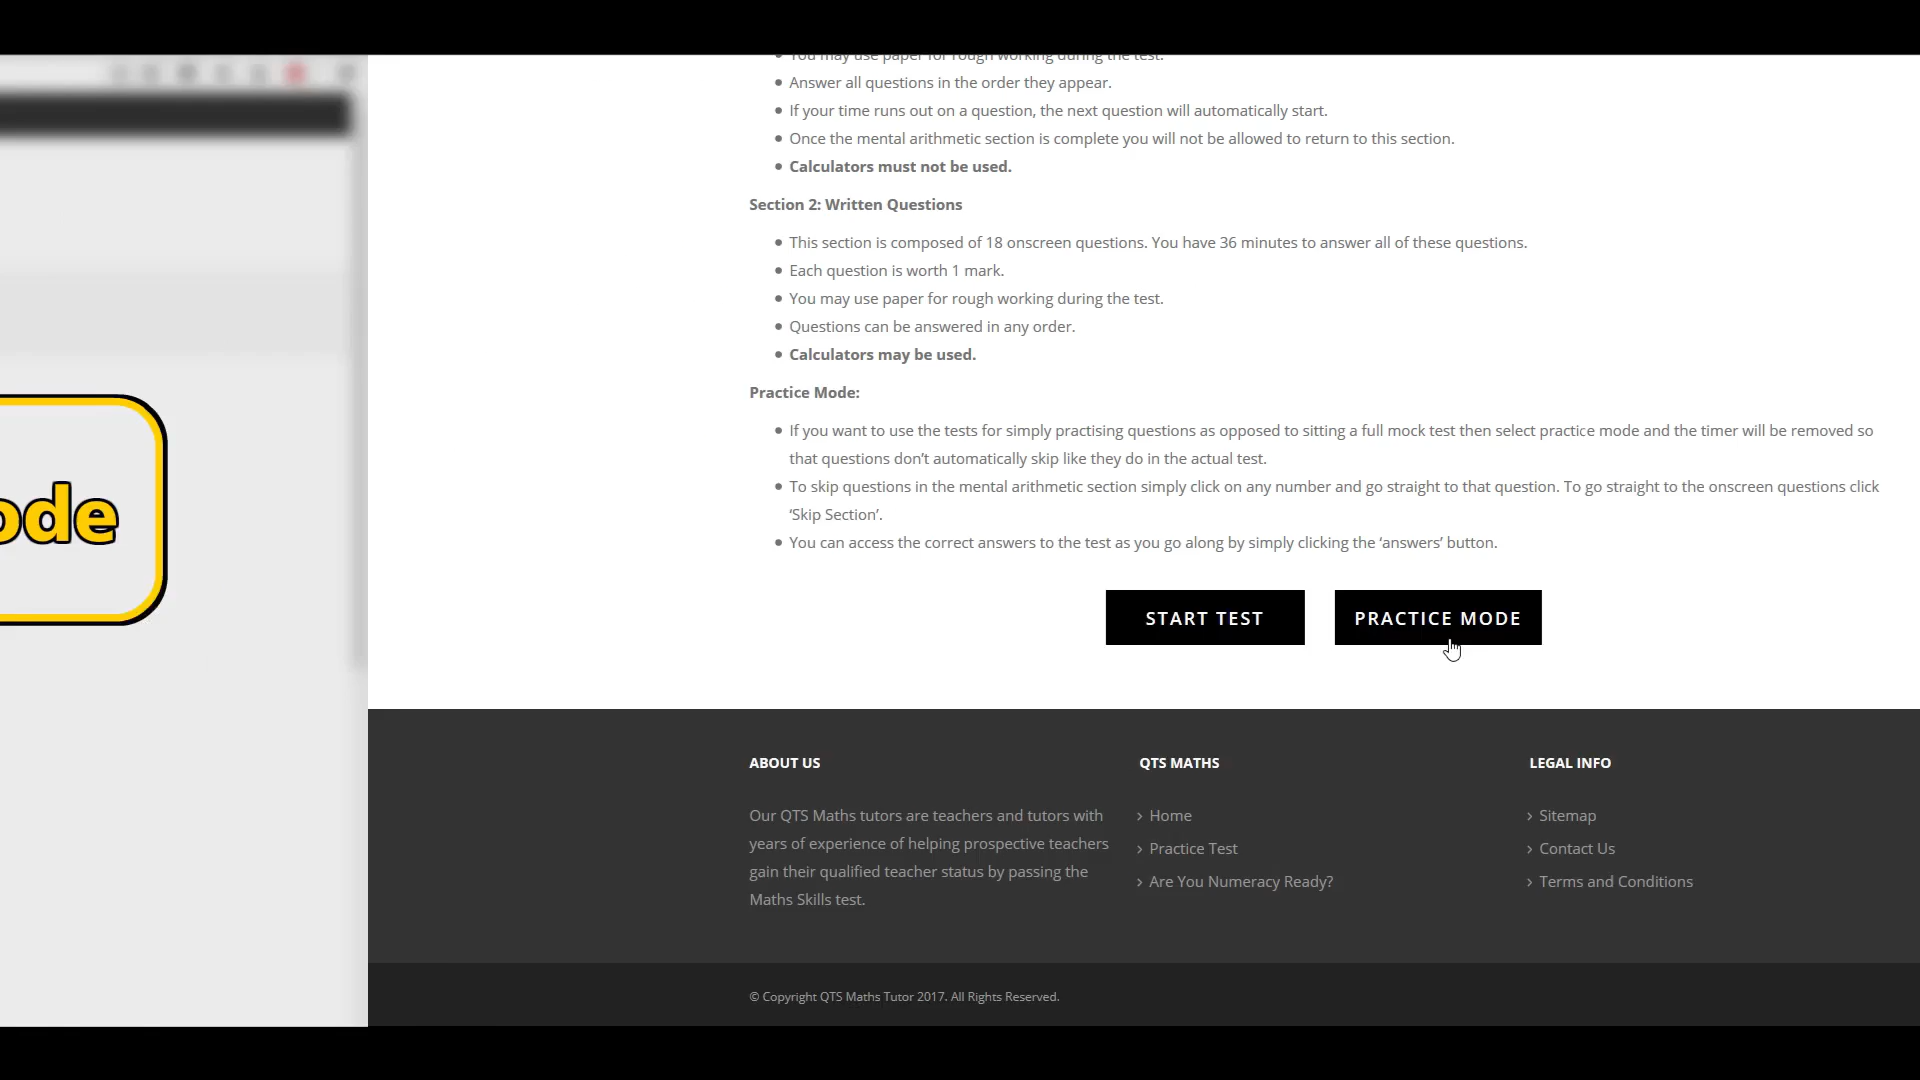 You may use paper for rough working during the test.
Answer all questions in the order they appear.
If your time runs out on a question, the next question will automatically start.
Once the mental arithmetic section is complete you will not be allowed to return to this section.
Calculators must not be used.
Section 2: Written Questions
This section is composed of 18 onscreen questions. You have 36 minutes to answer all of these questions.
Each question is worth 1 mark.
You may use paper for rough working during the test.
Questions can be answered in any order.
Calculators may be used.
Practice Mode:
If you want to use the tests for simply practising questions as opposed to sitting a full mock test then select practice mode and the timer will be removed so
that questions don’t automatically skip like they do in the actual test.
To skip questions in the mental arithmetic section simply click on any number and go straight to that question. To go straight to the onscreen questions click
‘Skip Section’.
You can access the correct answers to the test as you go along by simply clicking the ‘answers’ button.
ode
START TEST
PRACTICE MODE
ABOUT US
Our QTS Maths tutors are teachers and tutors with
years of experience of helping prospective teachers
gain their qualified teacher status by passing the
Maths Skills test.
QTS MATHS
Home
Practice Test
Are You Numeracy Ready?
LEGAL INFO
Sitemap
Contact Us
Terms and Conditions
© Copyright QTS Maths Tutor 2017. All Rights Reserved.